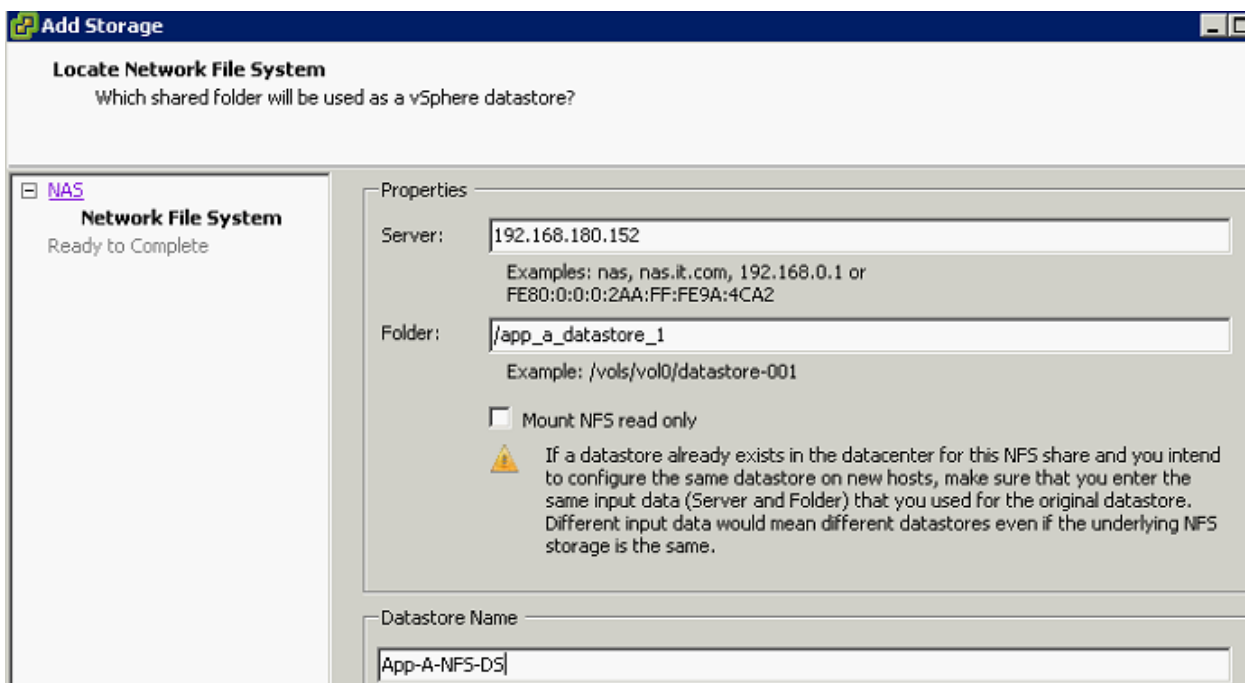 Add Storage
Locate Network File System
Which shared folder will be used as a vSphere datastore?
NAS
Network File System
Ready to Complete
Properties
Server:
192.168.180.152
Examples: nas, nas.it.com, 192.168.0.1 or
FE80:0:0:0:2AA:FF:FE9A:4CA2
Folder:
/app_a_datastore_1
Example: /vols/vol0/datastore-001
Mount NFS read only
If a datastore already exists in the datacenter for this NFS share and you intend
to configure the same datastore on new hosts, make sure that you enter the
same input data (Server and Folder) that you used for the original datastore.
Different input data would mean different datastores even if the underlying NFS
storage is the same.
Datastore Name
App-A-NFS-DS